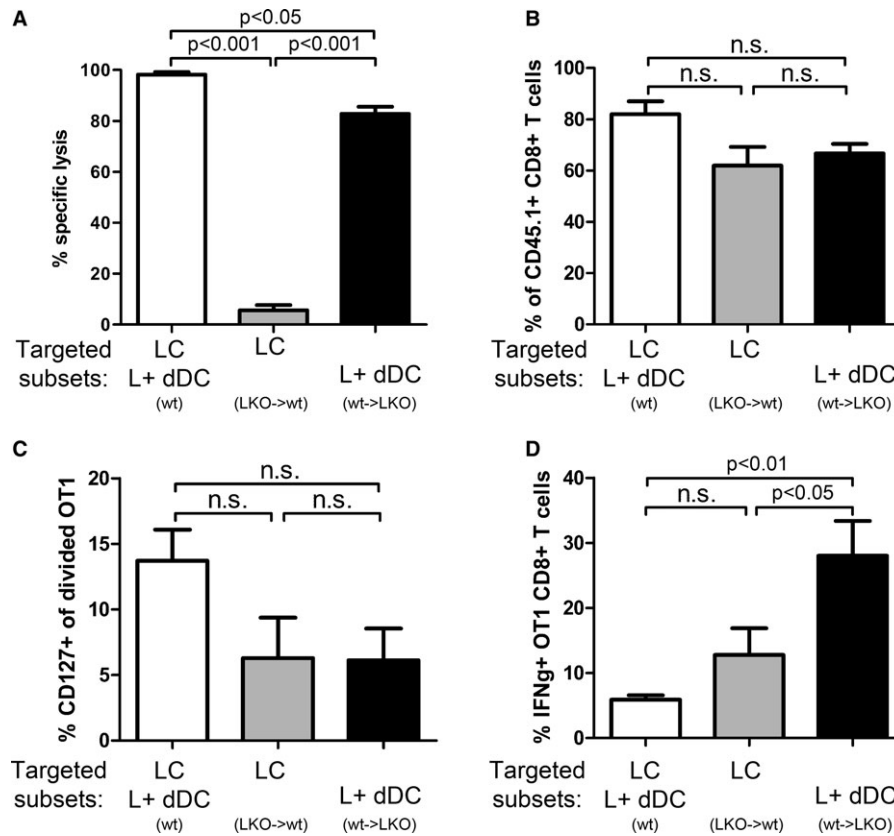 A
p<0.05
p<0.001 p<0.001
100
80
60
40
20
0
% specific lysis
Targeted subsets:
LC LC
L+ dDC L+ dDC
(wt) (LKO->wt) (wt->LKO)
B
n.s.
n.s. n.s.
100
80
60
40
20
0
% of CD45.1+ CD8+ T cells
Targeted subsets:
LC LC
L+ dDC L+ dDC
(wt) (LKO->wt) (wt->LKO)
C
n.s.
n.s. n.s.
20
15
10
5
0
% CD127+ of divided OT1
Targeted subsets:
LC LC
L+ dDC L+ dDC
(wt) (LKO->wt) (wt->LKO)
D
p<0.01
n.s. p<0.05
40
30
20
10
0
% IFNg+ OT1 CD8+ T cells
Targeted subsets:
LC LC
L+ dDC L+ dDC
(wt) (LKO->wt) (wt->LKO)